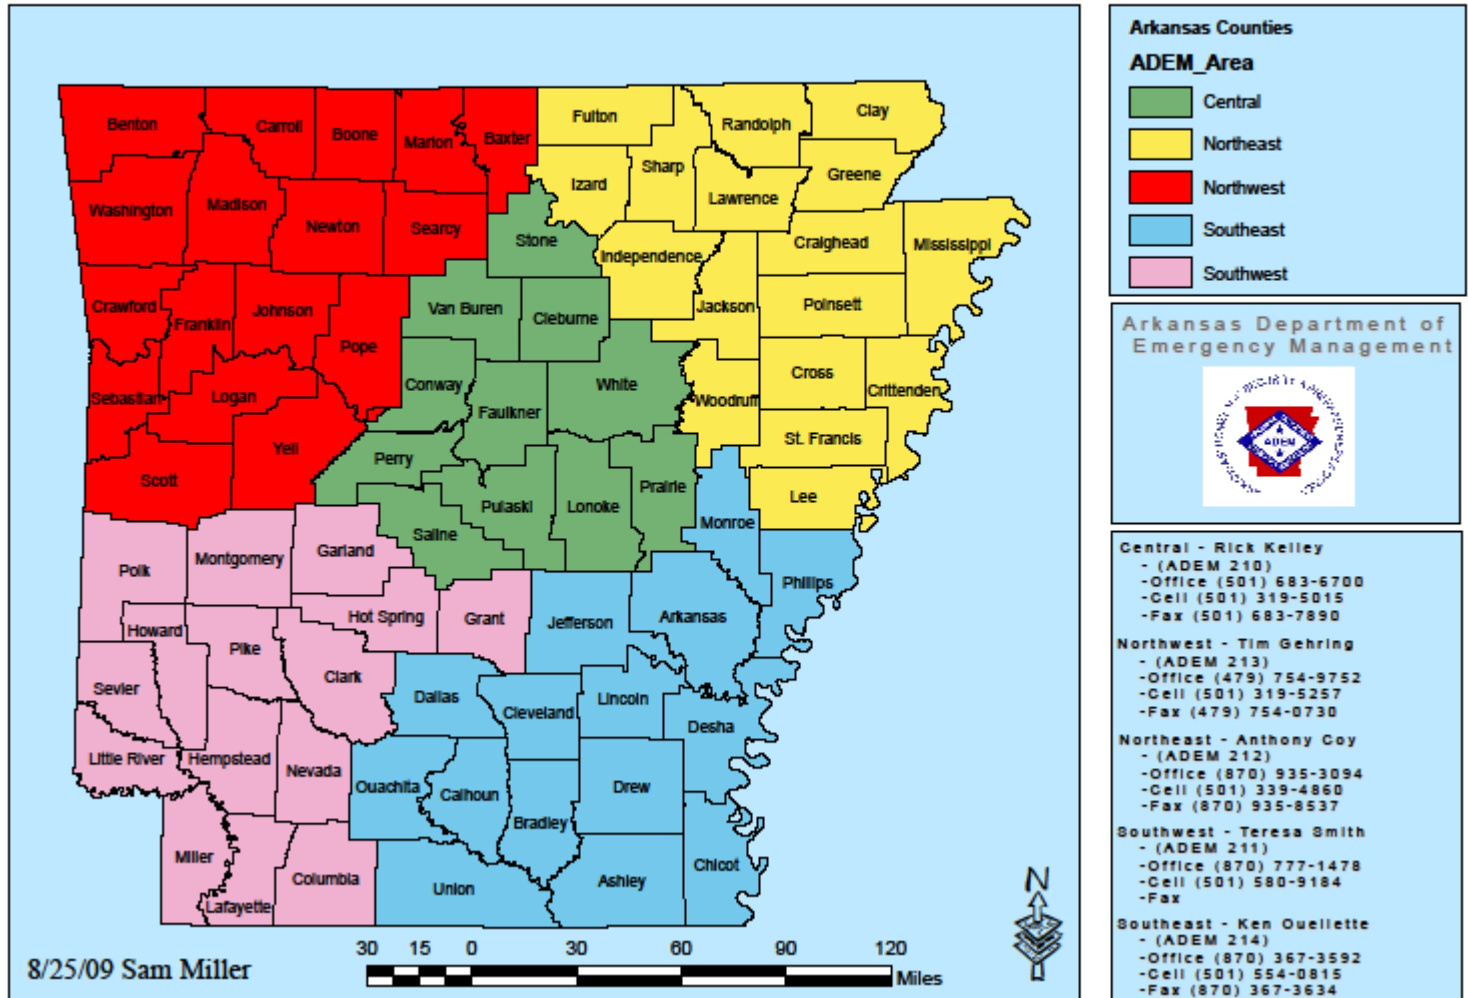 Benton
Carroll
Boone
Marion
Baxter
Fulton
Randolph
Clay
Sharp
Izard
Lawrence
Greene
Washington
Madison
Newton
Searcy
Stone
Independence
Craighead
Mississippi
Crawford
Franklin
Johnson
Pope
Van Buren
Cleburne
Jackson
Poinsett
Sebastian
Logan
Conway
Faulkner
White
Woodruff
Cross
Crittenden
Scott
Yell
Perry
St. Francis
Pulaski
Lonoke
Prairie
Lee
Saline
Monroe
Polk
Montgomery
Garland
Phillips
Howard
Pike
Hot Spring
Grant
Jefferson
Arkansas
Sevier
Clark
Dallas
Cleveland
Lincoln
Desha
Little River
Hempstead
Nevada
Ouachita
Calhoun
Bradley
Drew
Miller
Lafayette
Columbia
Union
Ashley
Chicot
N
8/25/09 Sam Miller
30 15 0 30 60 90 120
Miles
Arkansas Counties
ADEM_Area
Central
Northeast
Northwest
Southeast
Southwest
Arkansas Department of
Emergency Management
ADEM
Central - Rick Kelley
- (ADEM 210)
-Office (501) 683-6700
-Cell (501) 319-5015
-Fax (501) 683-7890
Northwest - Tim Gehring
- (ADEM 213)
-Office (479) 754-9752
-Cell (501) 319-5257
-Fax (479) 754-0730
Northeast - Anthony Coy
- (ADEM 212)
-Office (870) 935-3094
-Cell (501) 339-4860
-Fax (870) 935-8537
Southwest - Teresa Smith
- (ADEM 211)
-Office (870) 777-1478
-Cell (501) 580-9184
-Fax
Southeast - Ken Ouellette
- (ADEM 214)
-Office (870) 367-3592
-Cell (501) 554-0815
-Fax (870) 367-3634